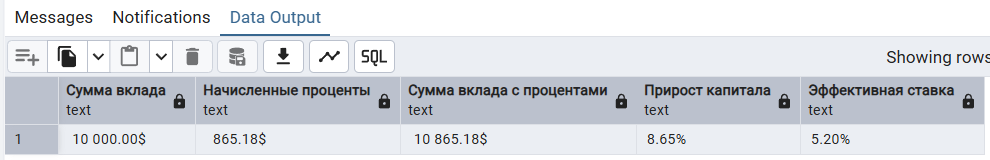 Messages Notifications Data Output
SQL Showing rows
Сумма вклада Начисленные проценты Сумма вклада с процентами Прирост капитала Эффективная ставка
text text text text text
1 10 000.00$ 865.18$ 10 865.18$ 8.65% 5.20%